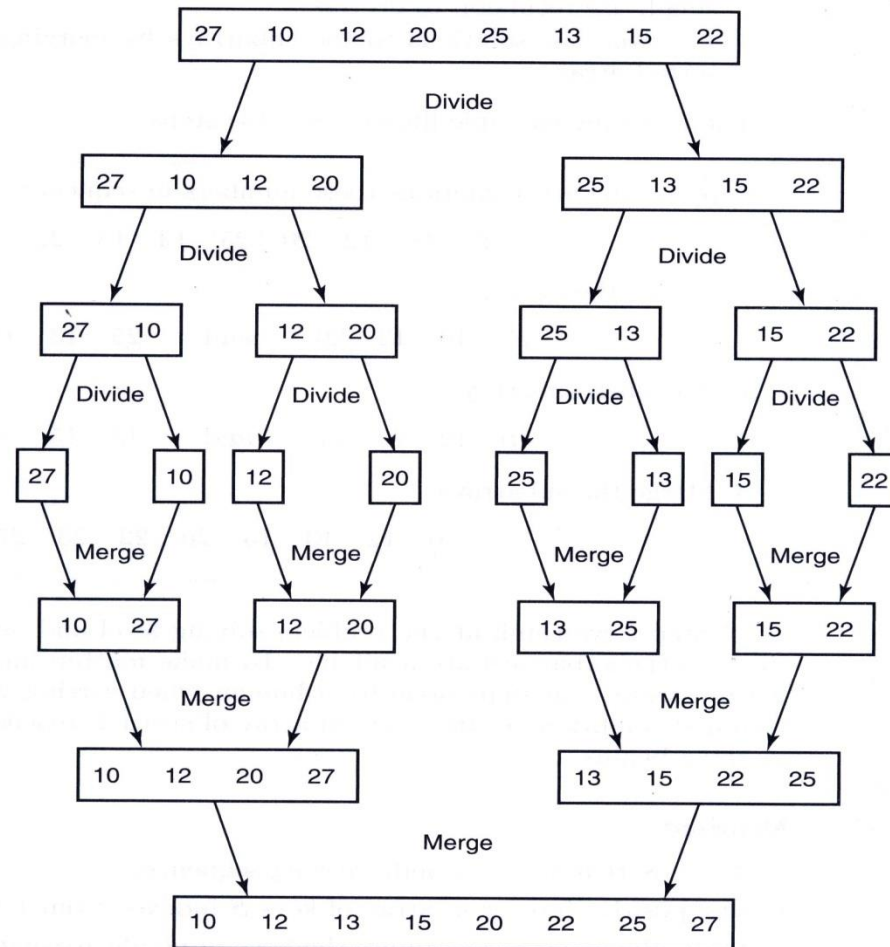 27 10 12 20 25 13 15 22
Divide
27 10 12 20 25 13 15 22
Divide Divide
27 10 12 20 25 13 15 22
Divide Divide Divide Divide
27 10 12 20 25 13 15 22
Merge Merge Merge Merge
10 27 12 20 13 25 15 22
Merge Merge
10 12 20 27 13 15 22 25
Merge
10 12 13 15 20 22 25 27